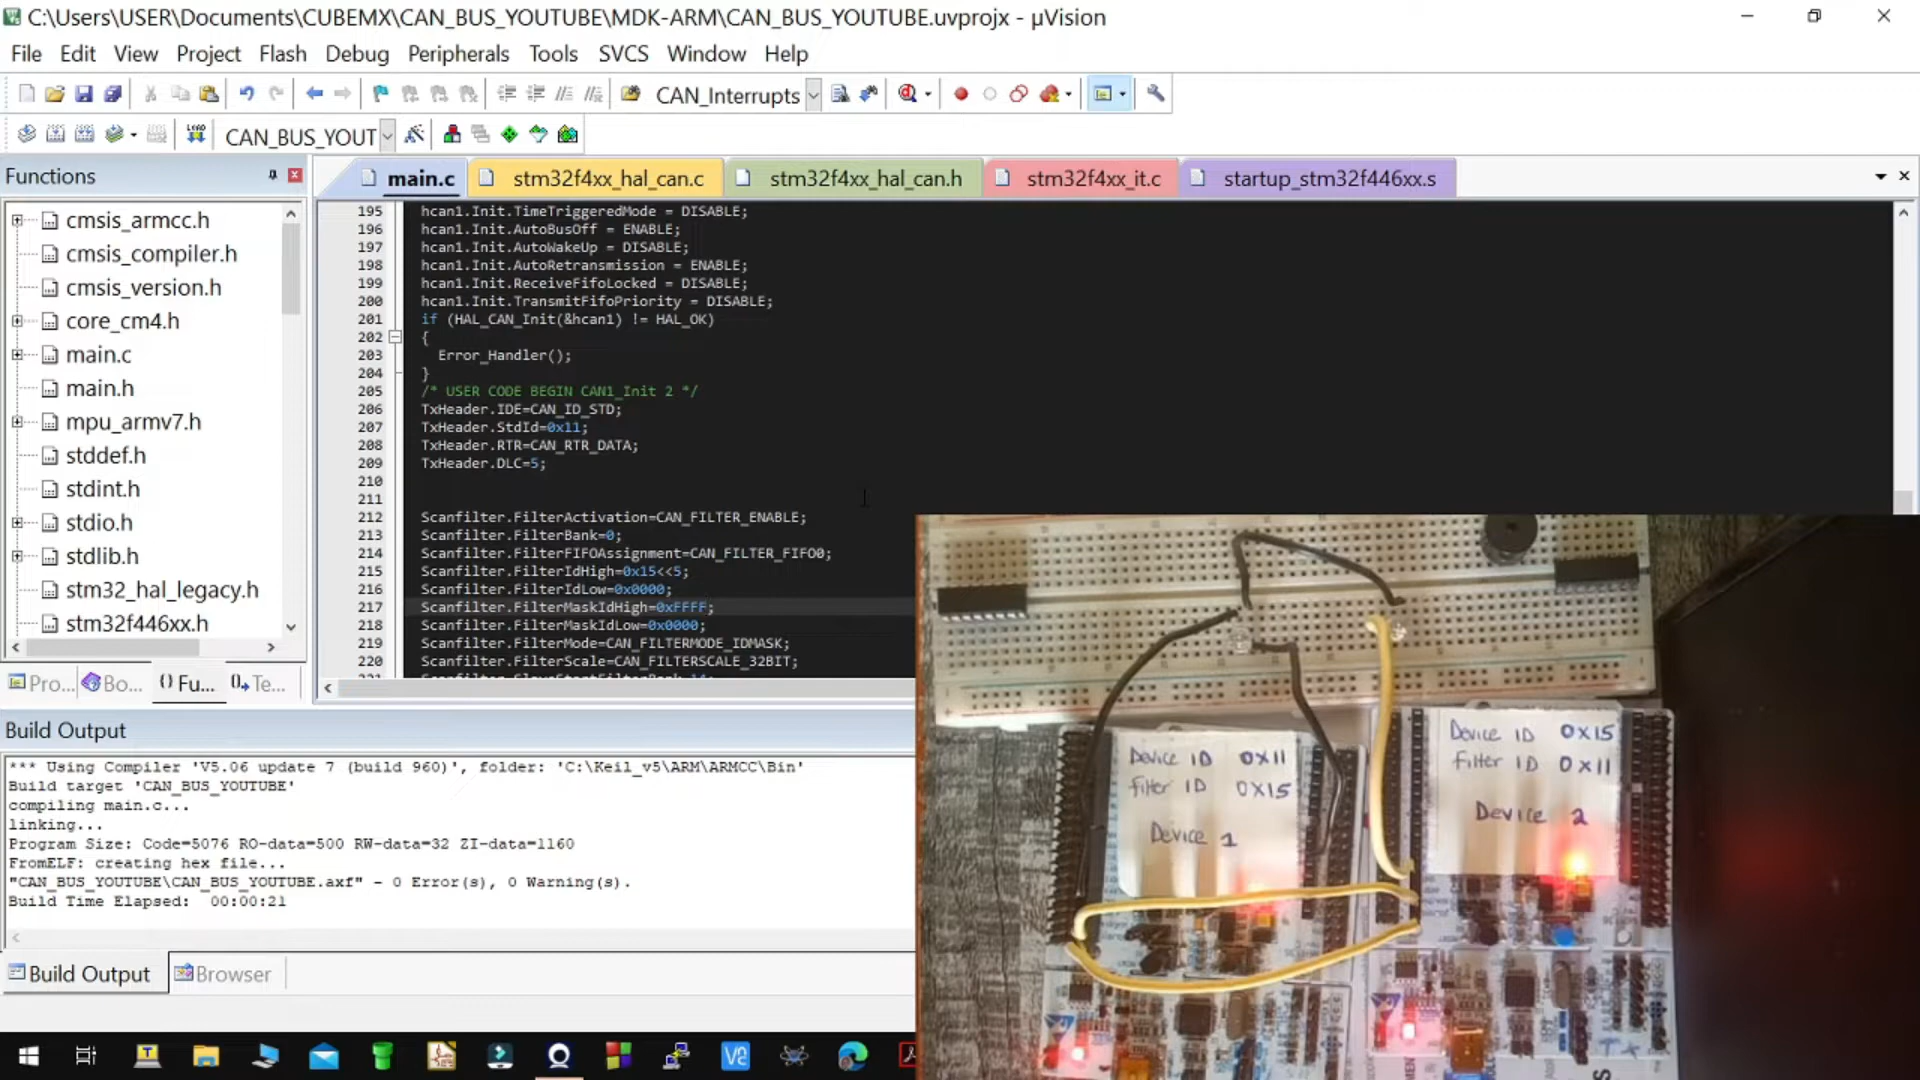 C:\Users\USER\Documents\CUBEMX\CAN_BUS_YOUTUBE\MDK-ARM\CAN_BUS_YOUTUBE.uvprojx - µVision
File Edit View Project Flash Debug Peripherals Tools SVCS Window Help
CAN_Interrupts
CAN_BUS_YOUT
Functions
main.c stm32f4xx_hal_can.c stm32f4xx_hal_can.h stm32f4xx_it.c startup_stm32f446xx.s
cmsis_armcc.h
cmsis_compiler.h
cmsis_version.h
core_cm4.h
main.c
main.h
mpu_armv7.h
stddef.h
stdint.h
stdio.h
stdlib.h
stm32_hal_legacy.h
stm32f446xx.h
Pro... Bo... Fu... Te...
195 hcan1.Init.TimeTriggeredMode = DISABLE;
196 hcan1.Init.AutoBusOff = ENABLE;
197 hcan1.Init.AutoWakeUp = DISABLE;
198 hcan1.Init.AutoRetransmission = ENABLE;
199 hcan1.Init.ReceiveFifoLocked = DISABLE;
200 hcan1.Init.TransmitFifoPriority = DISABLE;
201 if (HAL_CAN_Init(&hcan1) != HAL_OK)
202 {
203 Error_Handler();
204 }
205 /* USER CODE BEGIN CAN1_Init 2 */
206 TxHeader.IDE=CAN_ID_STD;
207 TxHeader.StdId=0x11;
208 TxHeader.RTR=CAN_RTR_DATA;
209 TxHeader.DLC=5;
210
211
212 Scanfilter.FilterActivation=CAN_FILTER_ENABLE;
213 Scanfilter.FilterBank=0;
214 Scanfilter.FilterFIFOAssignment=CAN_FILTER_FIFO0;
215 Scanfilter.FilterIdHigh=0x15<<5;
216 Scanfilter.FilterIdLow=0x0000;
217 Scanfilter.FilterMaskIdHigh=0xFFFF;
218 Scanfilter.FilterMaskIdLow=0x0000;
219 Scanfilter.FilterMode=CAN_FILTERMODE_IDMASK;
220 Scanfilter.FilterScale=CAN_FILTERSCALE_32BIT;
Build Output
*** Using Compiler 'V5.06 update 7 (build 960)', folder: 'C:\Keil_v5\ARM\ARMCC\Bin'
Build target 'CAN_BUS_YOUTUBE'
compiling main.c...
linking...
Program Size: Code=5076 RO-data=500 RW-data=32 ZI-data=1160
FromELF: creating hex file...
"CAN_BUS_YOUTUBE\CAN_BUS_YOUTUBE.axf" - 0 Error(s), 0 Warning(s).
Build Time Elapsed: 00:00:21
Build Output Browser
Device ID 0x11
Filter ID 0x15
Device 1
Device ID 0x15
Filter ID 0x11
Device 2